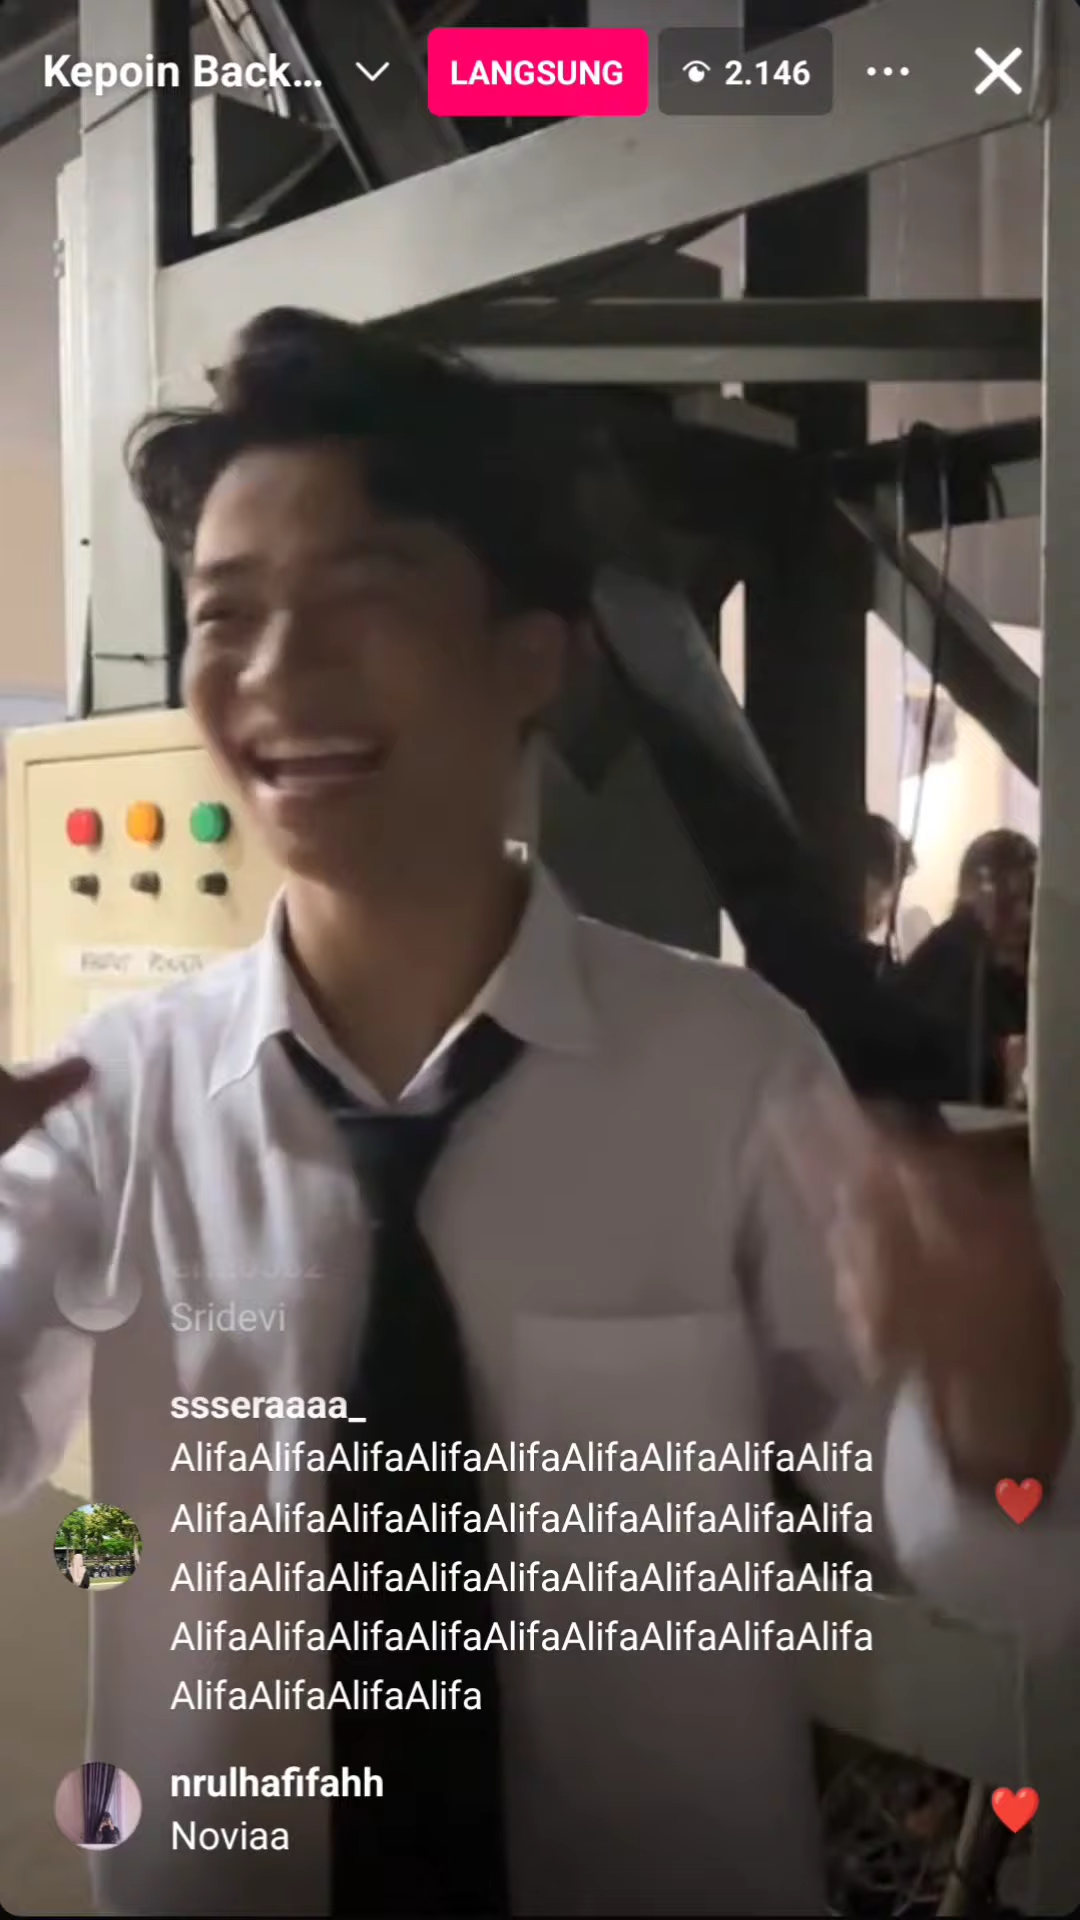 Kepoin Back...
LANGSUNG
2.146
Sridevi
ssseraaaa_
AlifaAlifaAlifaAlifaAlifaAlifaAlifaAlifaAlifa
AlifaAlifaAlifaAlifaAlifaAlifaAlifaAlifaAlifa
AlifaAlifaAlifaAlifaAlifaAlifaAlifaAlifaAlifa
AlifaAlifaAlifaAlifaAlifaAlifaAlifaAlifaAlifa
AlifaAlifaAlifaAlifa
nrulhafifahh
Noviaa